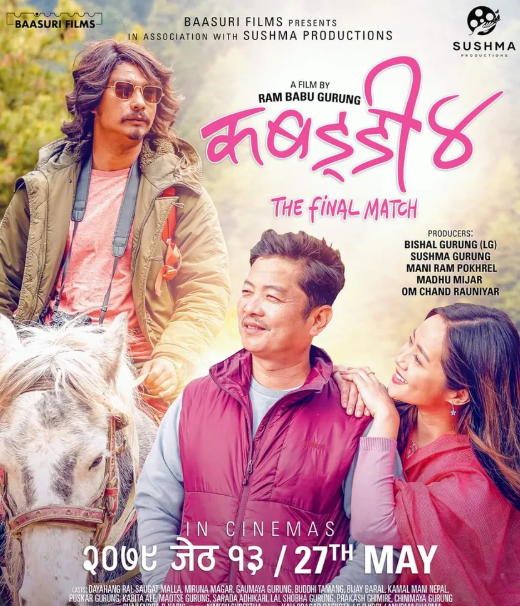 BAASURI FILMS
BAASURI FILMS PRESENTS
IN ASSOCIATION WITH SUSHMA PRODUCTIONS
SUSHMA
PRODUCTIONS
A FILM BY
RAM BABU GURUNG
कबड्डी ४
THE FINAL MATCH
PRODUCERS:
BISHAL GURUNG (LG)
SUSHMA GURUNG
MANI RAM POKHREL
MADHU MIJAR
OM CHAND RAUNIYAR
IN CINEMAS
२०७९ जेठ १३ / 27TH MAY
CASTS: DAYAHANG RAI, SAUGAT MALLA, MIRUNA MAGAR, GAUMAYA GURUNG, BUDDHI TAMANG, BIJAY BARAL, KAMAL MANI NEPAL,
PUSKAR GURUNG, KABITA ALE, MAOTSE GURUNG, SARADA ADHIKARI, LAL SHOBHA GURUNG, PRAKASH GHIMIRE, CHINIMAYA GURUNG